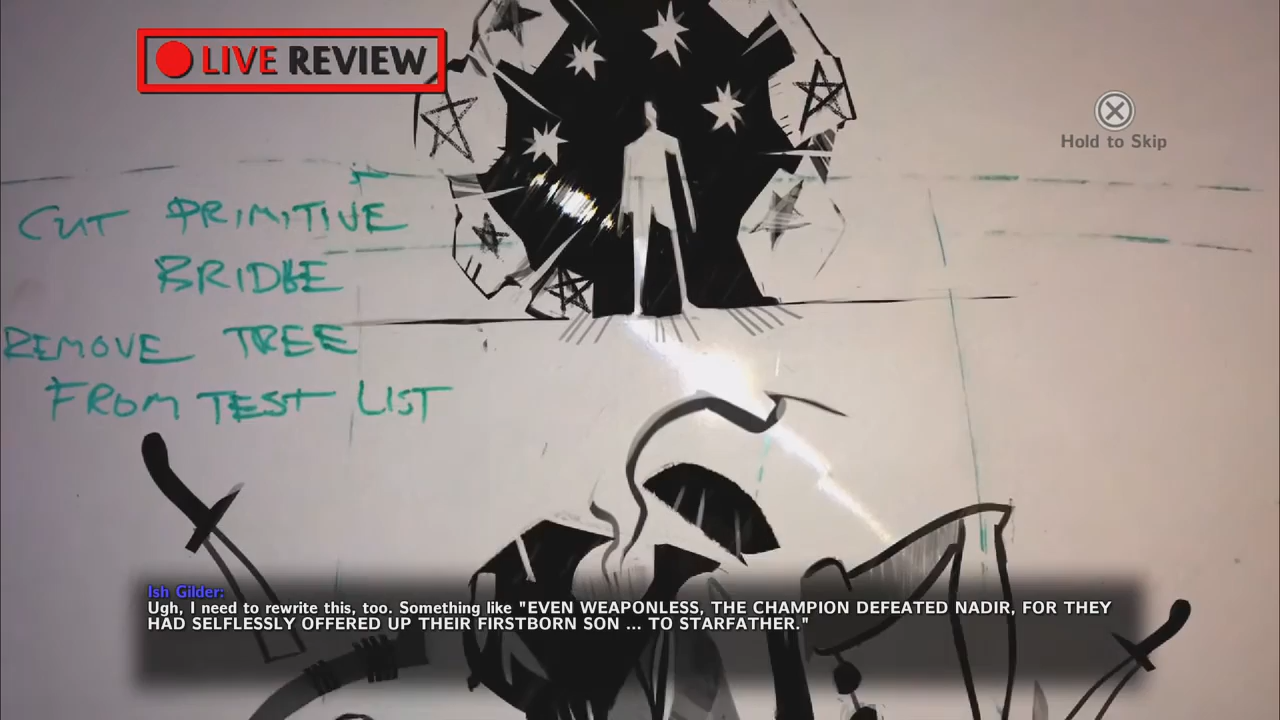 LIVE REVIEW
Hold to Skip
CUT PRIMITIVE
BRIDGE
REMOVE TREE
FROM TEST LIST
Ish Gilder:
Ugh, I need to rewrite this, too. Something like "EVEN WEAPONLESS, THE CHAMPION DEFEATED NADIR, FOR THEY
HAD SELFLESSLY OFFERED UP THEIR FIRSTBORN SON ... TO STARFATHER."